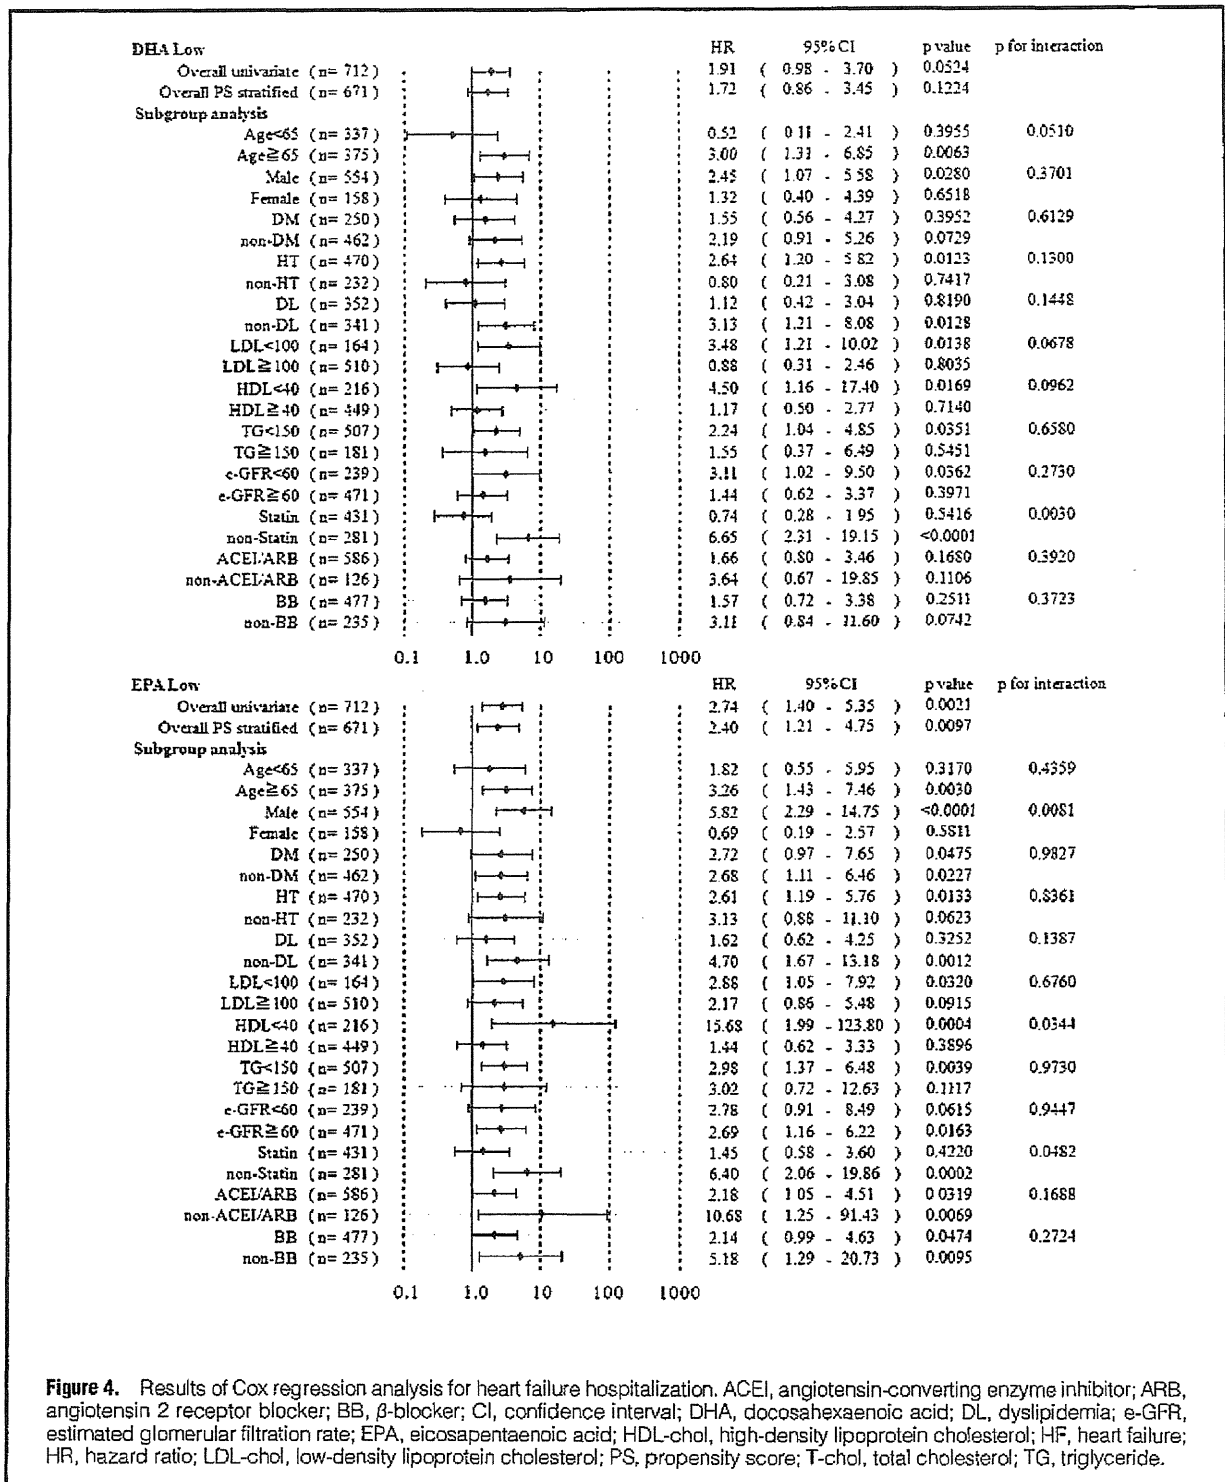 DHA Low HR 95%CI p value p for interaction
Overall univariate (n= 712) 1.91 ( 0.98 - 3.70 ) 0.0524
Overall PS stratified (n= 671) 1.72 ( 0.86 - 3.45 ) 0.1224
Subgroup analysis
Age<65 (n= 337) 0.52 ( 0.11 - 2.41 ) 0.3955 0.0510
Age≧65 (n= 375) 3.00 ( 1.31 - 6.85 ) 0.0063
Male (n= 554) 2.45 ( 1.07 - 5.58 ) 0.0280 0.3701
Female (n= 158) 1.32 ( 0.40 - 4.39 ) 0.6518
DM (n= 250) 1.55 ( 0.56 - 4.27 ) 0.3952 0.6129
non-DM (n= 462) 2.19 ( 0.91 - 5.26 ) 0.0729
HT (n= 470) 2.64 ( 1.20 - 5.82 ) 0.0123 0.1300
non-HT (n= 232) 0.80 ( 0.21 - 3.08 ) 0.7417
DL (n= 352) 1.12 ( 0.42 - 3.04 ) 0.8190 0.1448
non-DL (n= 341) 3.13 ( 1.21 - 8.08 ) 0.0128
LDL<100 (n= 164) 3.48 ( 1.21 - 10.02 ) 0.0138 0.0678
LDL≧100 (n= 510) 0.88 ( 0.31 - 2.46 ) 0.8035
HDL<40 (n= 216) 4.50 ( 1.16 - 17.40 ) 0.0169 0.0962
HDL≧40 (n= 449) 1.17 ( 0.50 - 2.77 ) 0.7140
TG<150 (n= 507) 2.24 ( 1.04 - 4.85 ) 0.0351 0.6580
TG≧150 (n= 181) 1.55 ( 0.37 - 6.49 ) 0.5451
e-GFR<60 (n= 239) 3.11 ( 1.02 - 9.50 ) 0.0362 0.2730
e-GFR≧60 (n= 471) 1.44 ( 0.62 - 3.37 ) 0.3971
Statin (n= 431) 0.74 ( 0.28 - 1.95 ) 0.5416 0.0030
non-Statin (n= 281) 6.65 ( 2.31 - 19.15 ) <0.0001
ACEI/ARB (n= 586) 1.66 ( 0.80 - 3.46 ) 0.1680 0.3920
non-ACEI/ARB (n= 126) 3.64 ( 0.67 - 19.85 ) 0.1106
BB (n= 477) 1.57 ( 0.72 - 3.38 ) 0.2511 0.3723
non-BB (n= 235) 3.11 ( 0.84 - 11.60 ) 0.0742
0.1 1.0 10 100 1000
EPA Low HR 95%CI p value p for interaction
Overall univariate (n= 712) 2.74 ( 1.40 - 5.35 ) 0.0021
Overall PS stratified (n= 671) 2.40 ( 1.21 - 4.75 ) 0.0097
Subgroup analysis
Age<65 (n= 337) 1.82 ( 0.55 - 5.95 ) 0.3170 0.4359
Age≧65 (n= 375) 3.26 ( 1.43 - 7.46 ) 0.0030
Male (n= 554) 5.82 ( 2.29 - 14.75 ) <0.0001 0.0081
Female (n= 158) 0.69 ( 0.19 - 2.57 ) 0.5811
DM (n= 250) 2.72 ( 0.97 - 7.65 ) 0.0475 0.9827
non-DM (n= 462) 2.68 ( 1.11 - 6.46 ) 0.0227
HT (n= 470) 2.61 ( 1.19 - 5.76 ) 0.0133 0.8361
non-HT (n= 232) 3.13 ( 0.88 - 11.10 ) 0.0623
DL (n= 352) 1.62 ( 0.62 - 4.25 ) 0.3252 0.1387
non-DL (n= 341) 4.70 ( 1.67 - 13.18 ) 0.0012
LDL<100 (n= 164) 2.88 ( 1.05 - 7.92 ) 0.0320 0.6760
LDL≧100 (n= 510) 2.17 ( 0.86 - 5.48 ) 0.0915
HDL<40 (n= 216) 15.68 ( 1.99 - 123.80 ) 0.0004 0.0344
HDL≧40 (n= 449) 1.44 ( 0.62 - 3.33 ) 0.3896
TG<150 (n= 507) 2.98 ( 1.37 - 6.48 ) 0.0039 0.9730
TG≧150 (n= 181) 3.02 ( 0.72 - 12.63 ) 0.1117
e-GFR<60 (n= 239) 2.78 ( 0.91 - 8.49 ) 0.0615 0.9447
e-GFR≧60 (n= 471) 2.69 ( 1.16 - 6.22 ) 0.0163
Statin (n= 431) 1.45 ( 0.58 - 3.60 ) 0.4220 0.0482
non-Statin (n= 281) 6.40 ( 2.06 - 19.86 ) 0.0002
ACEI/ARB (n= 586) 2.18 ( 1.05 - 4.51 ) 0.0319 0.1688
non-ACEI/ARB (n= 126) 10.68 ( 1.25 - 91.43 ) 0.0069
BB (n= 477) 2.14 ( 0.99 - 4.63 ) 0.0474 0.2724
non-BB (n= 235) 5.18 ( 1.29 - 20.73 ) 0.0095
0.1 1.0 10 100 1000
Figure 4. Results of Cox regression analysis for heart failure hospitalization. ACEI, angiotensin-converting enzyme inhibitor; ARB,
angiotensin 2 receptor blocker; BB, β-blocker; CI, confidence interval; DHA, docosahexaenoic acid; DL, dyslipidemia; e-GFR,
estimated glomerular filtration rate; EPA, eicosapentaenoic acid; HDL-chol, high-density lipoprotein cholesterol; HF, heart failure;
HR, hazard ratio; LDL-chol, low-density lipoprotein cholesterol; PS, propensity score; T-chol, total cholesterol; TG, triglyceride.